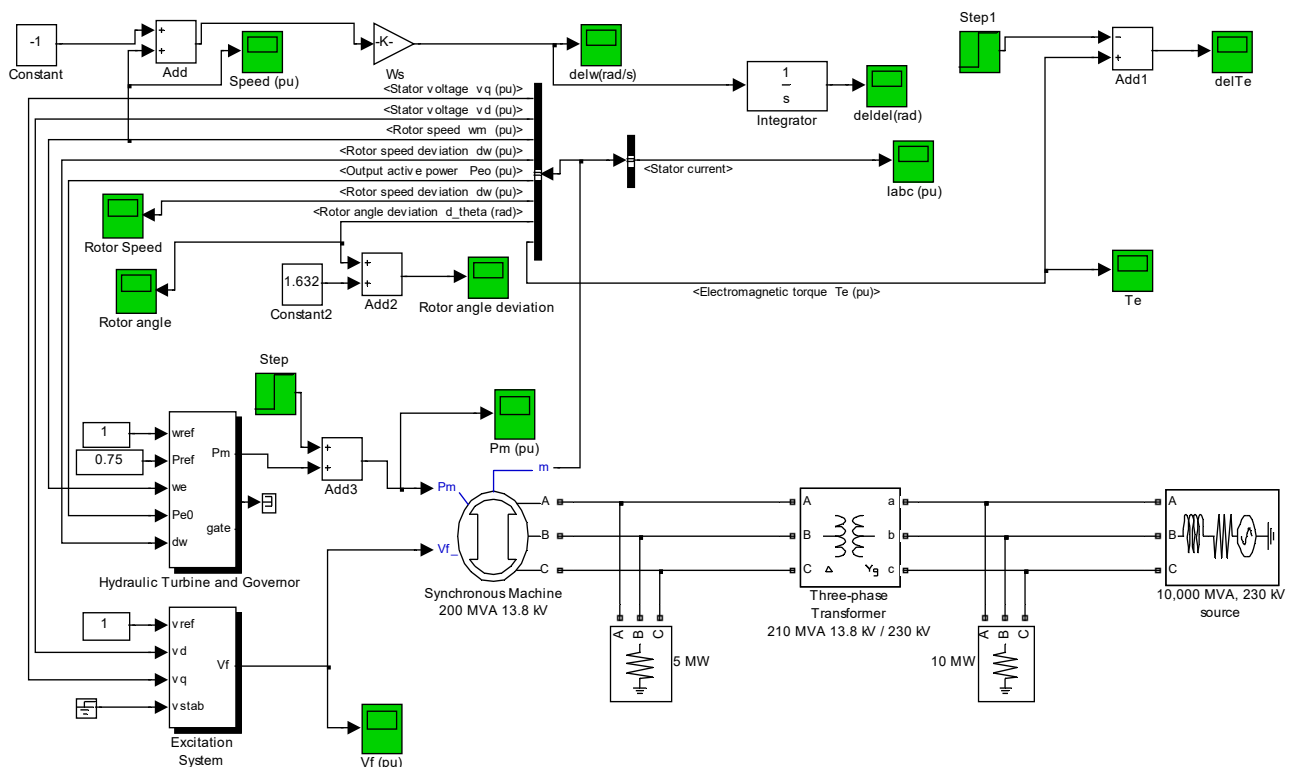 -1
Constant
+
+
Add
Speed (pu)
-K-
Ws
delw(rad/s)
1
s
Integrator
deldel(rad)
Step1
−
+
Add1
delTe
<Stator voltage vq (pu)>
<Stator voltage vd (pu)>
<Rotor speed wm (pu)>
<Rotor speed deviation dw (pu)>
<Output active power Peo (pu)>
<Rotor speed deviation dw (pu)>
<Rotor angle deviation d_theta (rad)>
<Stator current>
Iabc (pu)
Rotor Speed
Rotor angle
1.632
Constant2
+
+
Add2
Rotor angle deviation
<Electromagnetic torque Te (pu)>
Te
Step
+
+
Add3
Pm (pu)
1
0.75
wref
Pref
we
Pe0
dw
Pm
gate
Hydraulic Turbine and Governor
1
vref
vd
vq
vstab
Vf
Excitation
System
Vf (pu)
m
Pm
Vf_
A
B
C
Synchronous Machine
200 MVA 13.8 kV
A
B
C
5 MW
A
B
C
a
b
c
Δ
Yg
Three-phase
Transformer
210 MVA 13.8 kV / 230 kV
A
B
C
10 MW
A
B
C
10,000 MVA, 230 kV
source